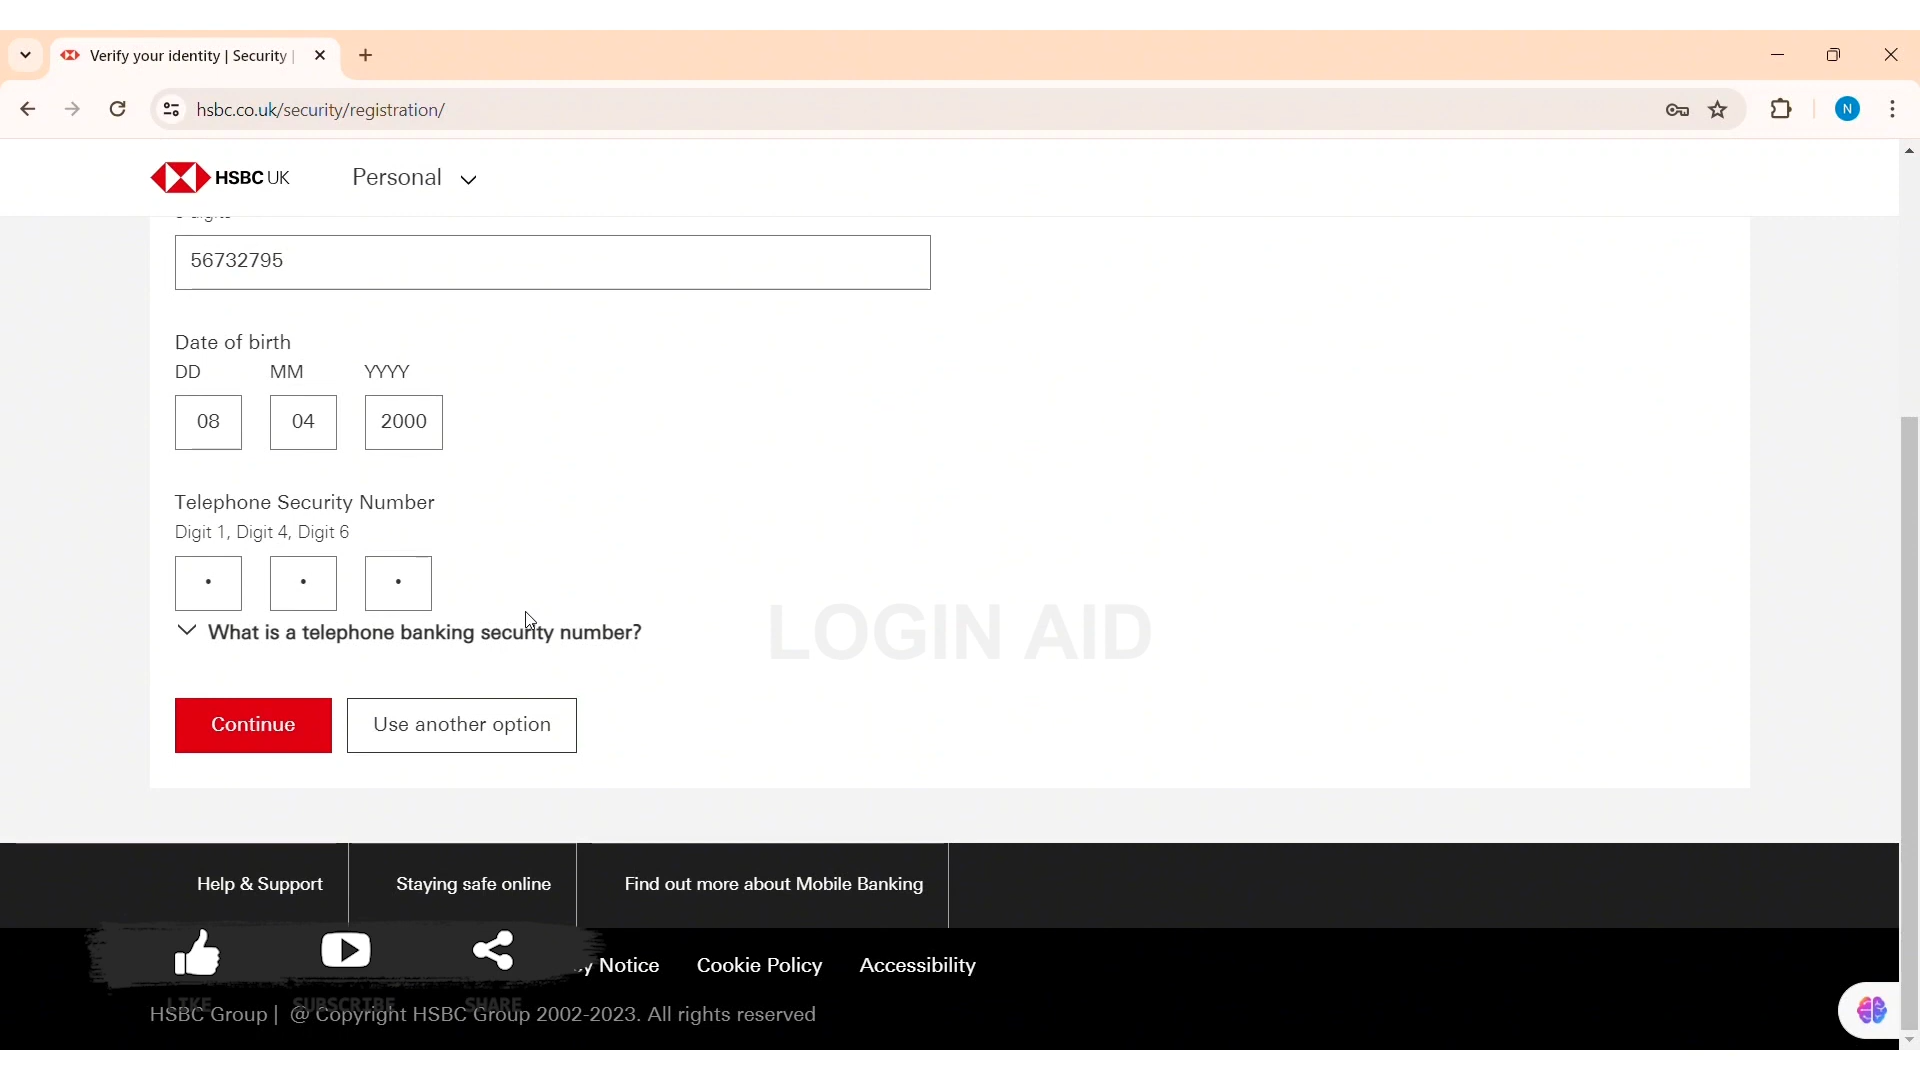 Verify your identity | Security |
hsbc.co.uk/security/registration/
N
HSBC UK
Personal
56732795
Date of birth
DD MM YYYY
08 04 2000
Telephone Security Number
Digit 1, Digit 4, Digit 6
What is a telephone banking security number?
LOGIN AID
Continue
Use another option
Help & Support
Staying safe online
Find out more about Mobile Banking
Notice
Cookie Policy
Accessibility
LIKE SUBSCRIBE SHARE
HSBC Group | @ Copyright HSBC Group 2002-2023. All rights reserved